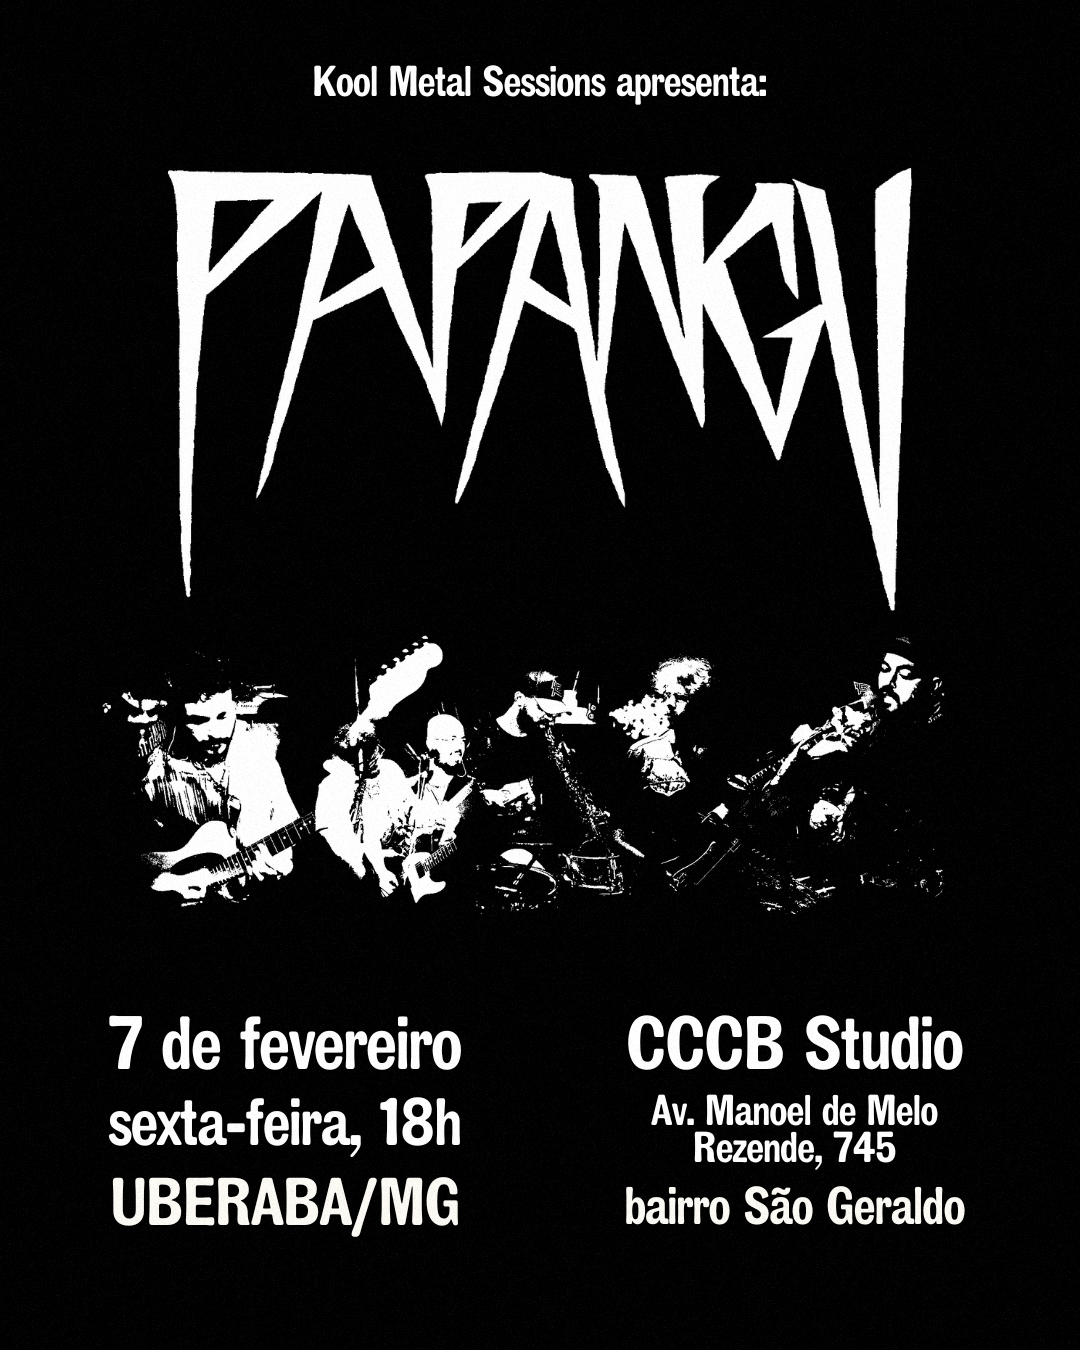 Kool Metal Sessions apresenta:
PAPANGU
7 de fevereiro
sexta-feira, 18h
UBERABA/MG
CCCB Studio
Av. Manoel de Melo
Rezende, 745
bairro São Geraldo